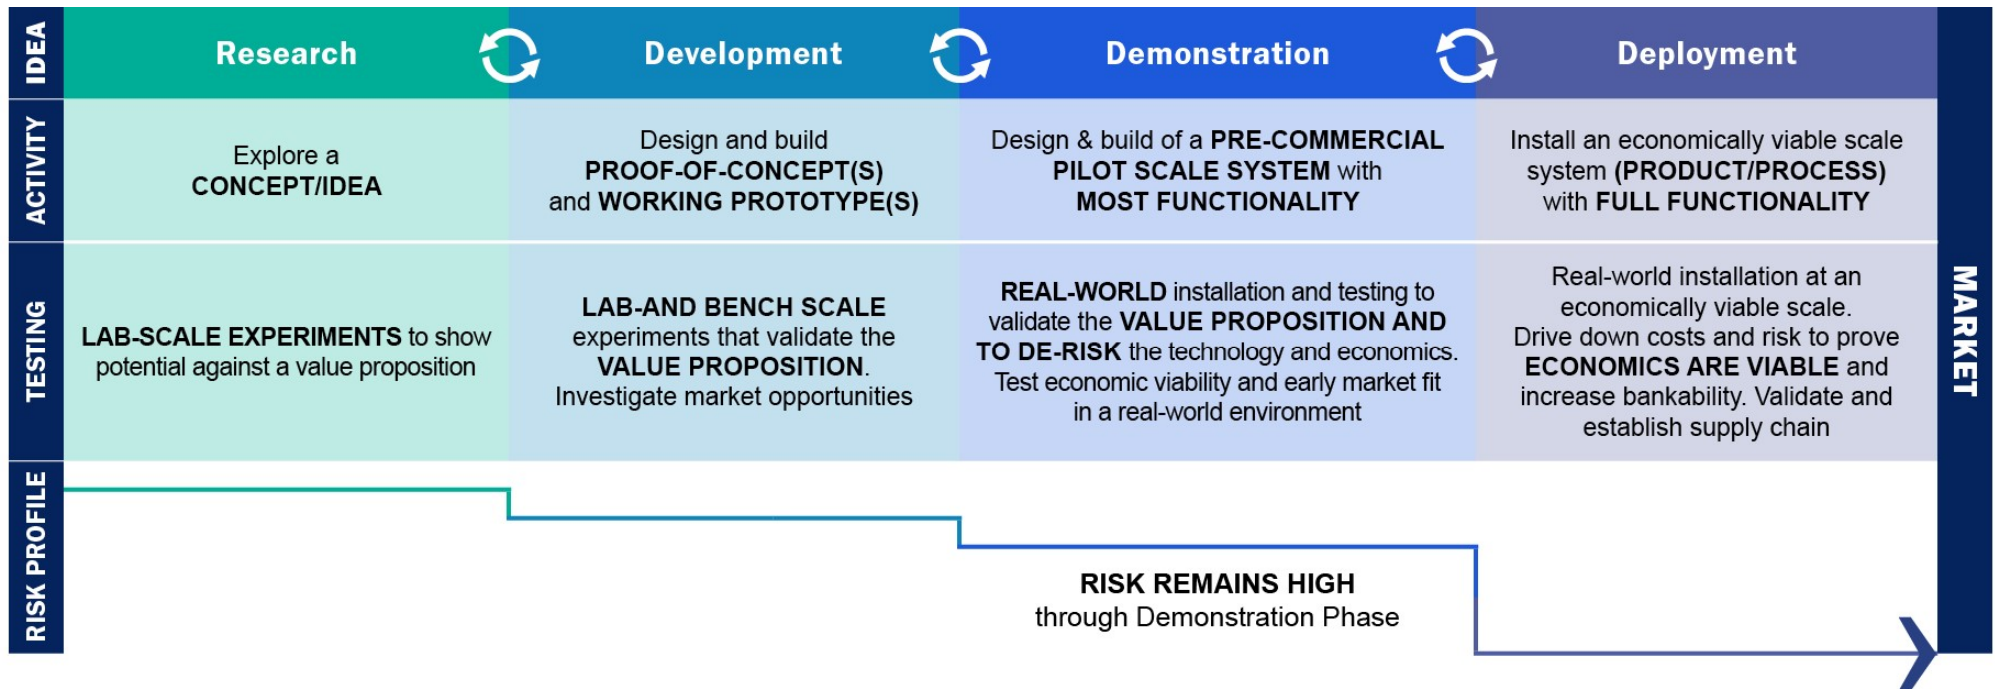 IDEA
Research
Development
Demonstration
Deployment
ACTIVITY
Explore a
CONCEPT/IDEA
Design and build
PROOF-OF-CONCEPT(S)
and WORKING PROTOTYPE(S)
Design & build of a PRE-COMMERCIAL
PILOT SCALE SYSTEM with
MOST FUNCTIONALITY
Install an economically viable scale
system (PRODUCT/PROCESS)
with FULL FUNCTIONALITY
TESTING
LAB-SCALE EXPERIMENTS to show
potential against a value proposition
LAB-AND BENCH SCALE
experiments that validate the
VALUE PROPOSITION.
Investigate market opportunities
REAL-WORLD installation and testing to
validate the VALUE PROPOSITION AND
TO DE-RISK the technology and economics.
Test economic viability and early market fit
in a real-world environment
Real-world installation at an
economically viable scale.
Drive down costs and risk to prove
ECONOMICS ARE VIABLE and
increase bankability. Validate and
establish supply chain
RISK PROFILE
RISK REMAINS HIGH
through Demonstration Phase
MARKET